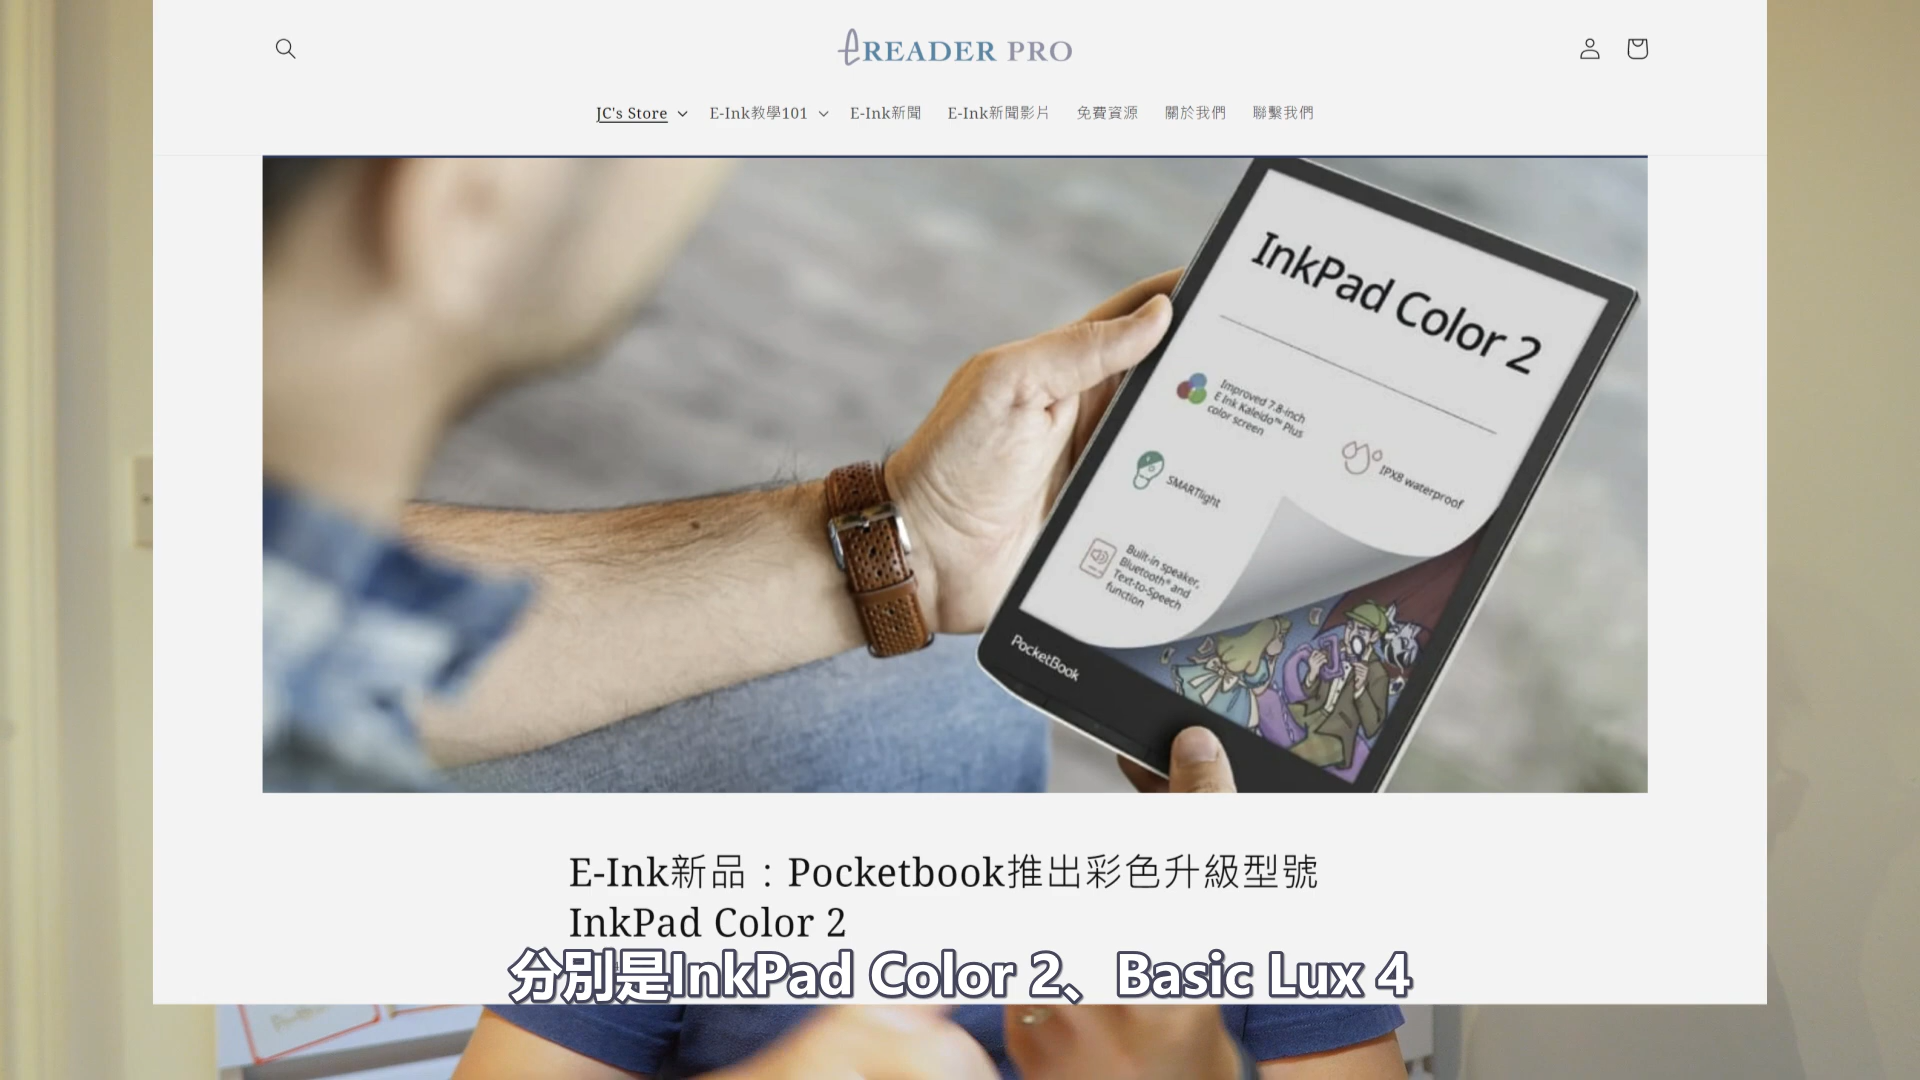 eREADER PRO
JC's Store
E-Ink教學101
E-Ink新聞
E-Ink新聞影片
免費資源
關於我們
聯繫我們
InkPad Color 2
Improved 7.8-inch
E Ink Kaleido™ Plus
color screen
IPX8 waterproof
SMARTlight
Built-in speaker,
Bluetooth® and
Text-to-Speech
function
PocketBook
E-Ink新品：Pocketbook推出彩色升級型號
InkPad Color 2
分別是InkPad Color 2、Basic Lux 4